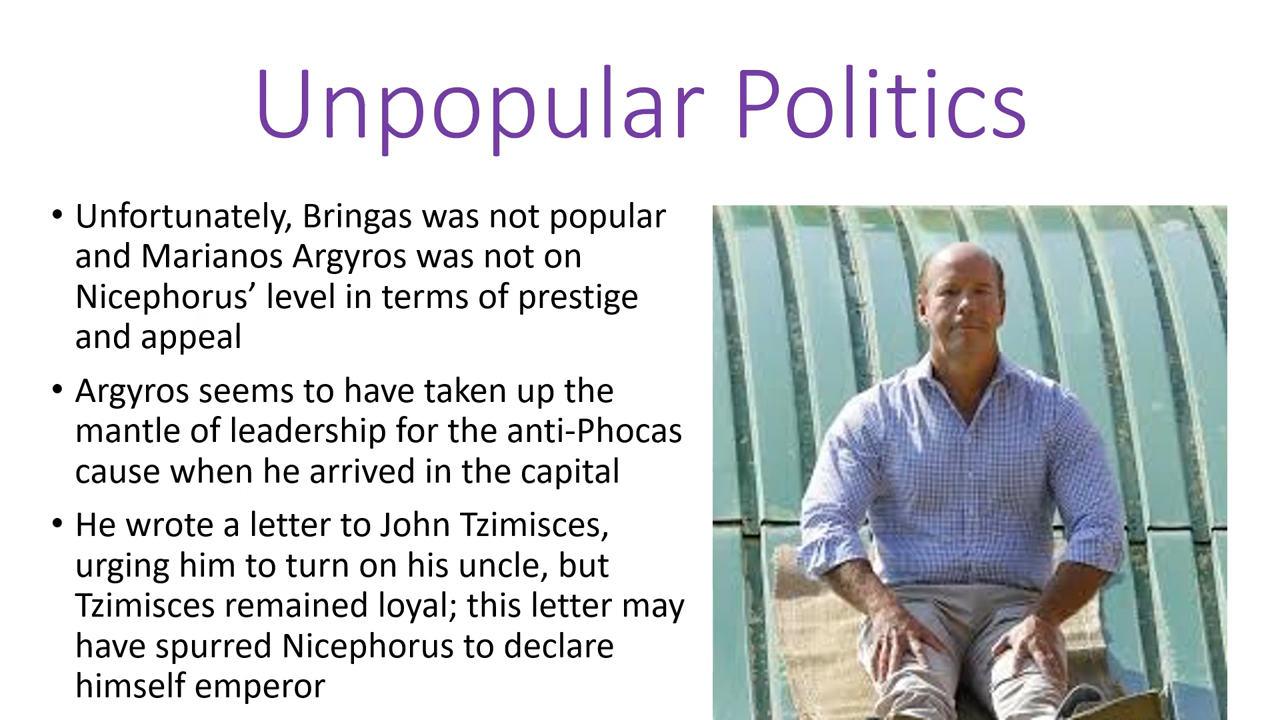 Unpopular Politics
• Unfortunately, Bringas was not popular
and Marianos Argyros was not on
Nicephorus’ level in terms of prestige
and appeal
• Argyros seems to have taken up the
mantle of leadership for the anti-Phocas
cause when he arrived in the capital
• He wrote a letter to John Tzimisces,
urging him to turn on his uncle, but
Tzimisces remained loyal; this letter may
have spurred Nicephorus to declare
himself emperor